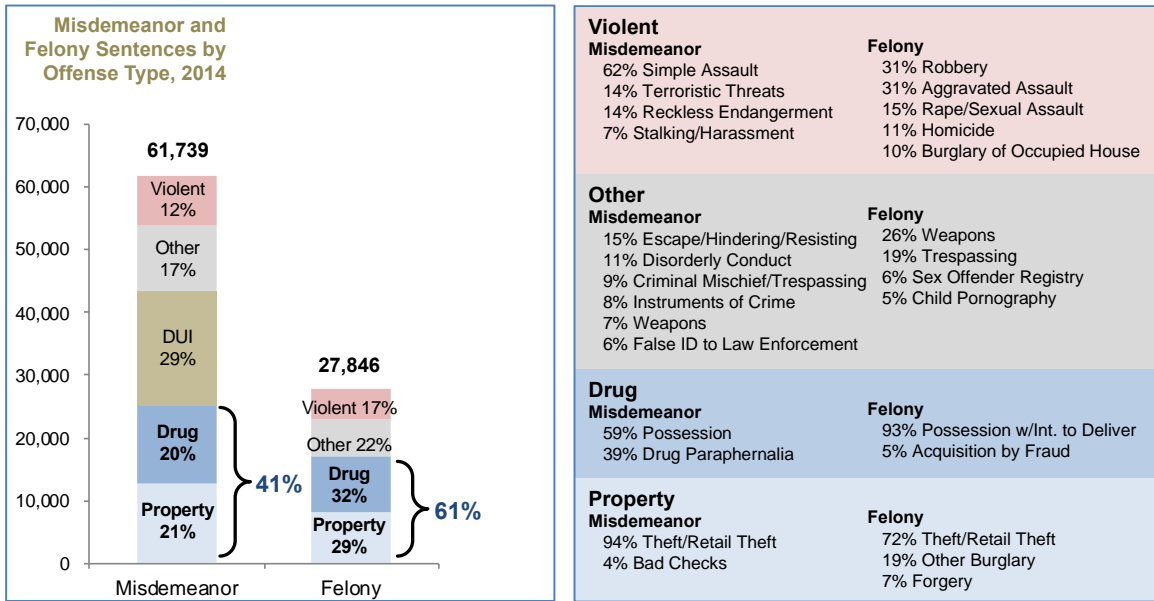 Misdemeanor and
Felony Sentences by
Offense Type, 2014
70,000
60,000
50,000
40,000
30,000
20,000
10,000
0
61,739
Violent
12%
Other
17%
DUI
29%
Drug
20%
Property
21%
41%
27,846
Violent 17%
Other 22%
Drug
32%
Property
29%
61%
Misdemeanor
Felony
Violent
Misdemeanor
62% Simple Assault
14% Terroristic Threats
14% Reckless Endangerment
7% Stalking/Harassment
Felony
31% Robbery
31% Aggravated Assault
15% Rape/Sexual Assault
11% Homicide
10% Burglary of Occupied House
Other
Misdemeanor
15% Escape/Hindering/Resisting
11% Disorderly Conduct
9% Criminal Mischief/Trespassing
8% Instruments of Crime
7% Weapons
6% False ID to Law Enforcement
Felony
26% Weapons
19% Trespassing
6% Sex Offender Registry
5% Child Pornography
Drug
Misdemeanor
59% Possession
39% Drug Paraphernalia
Felony
93% Possession w/Int. to Deliver
5% Acquisition by Fraud
Property
Misdemeanor
94% Theft/Retail Theft
4% Bad Checks
Felony
72% Theft/Retail Theft
19% Other Burglary
7% Forgery